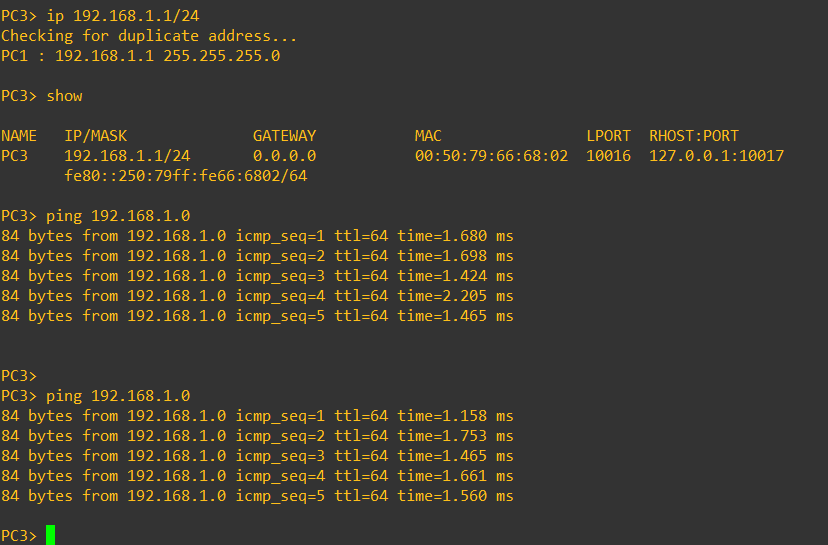 PC3> ip 192.168.1.1/24
Checking for duplicate address...
PC1 : 192.168.1.1 255.255.255.0
PC3> show
NAME   IP/MASK              GATEWAY           MAC                LPORT  RHOST:PORT
PC3    192.168.1.1/24       0.0.0.0           00:50:79:66:68:02  10016  127.0.0.1:10017
       fe80::250:79ff:fe66:6802/64
PC3> ping 192.168.1.0
84 bytes from 192.168.1.0 icmp_seq=1 ttl=64 time=1.680 ms
84 bytes from 192.168.1.0 icmp_seq=2 ttl=64 time=1.698 ms
84 bytes from 192.168.1.0 icmp_seq=3 ttl=64 time=1.424 ms
84 bytes from 192.168.1.0 icmp_seq=4 ttl=64 time=2.205 ms
84 bytes from 192.168.1.0 icmp_seq=5 ttl=64 time=1.465 ms
PC3>
PC3> ping 192.168.1.0
84 bytes from 192.168.1.0 icmp_seq=1 ttl=64 time=1.158 ms
84 bytes from 192.168.1.0 icmp_seq=2 ttl=64 time=1.753 ms
84 bytes from 192.168.1.0 icmp_seq=3 ttl=64 time=1.465 ms
84 bytes from 192.168.1.0 icmp_seq=4 ttl=64 time=1.661 ms
84 bytes from 192.168.1.0 icmp_seq=5 ttl=64 time=1.560 ms
PC3>